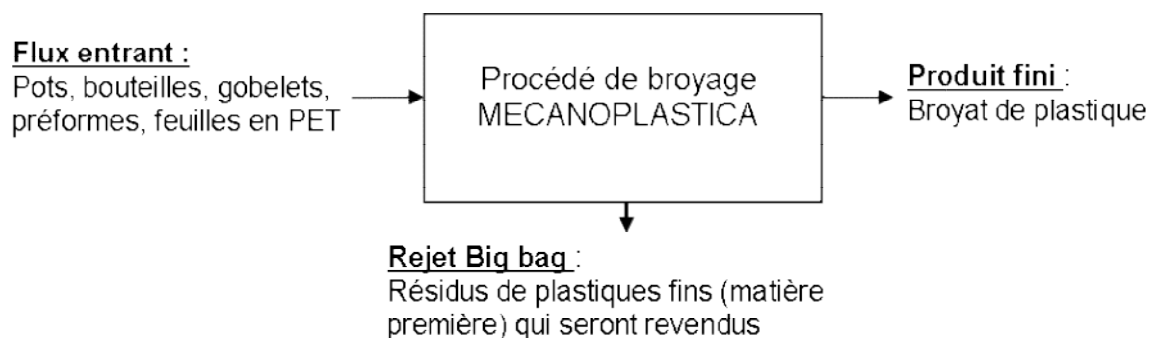 Flux entrant :
Pots, bouteilles, gobelets,
préformes, feuilles en PET
Procédé de broyage
MECANOPLASTICA
Produit fini :
Broyat de plastique
Rejet Big bag :
Résidus de plastiques fins (matière
première) qui seront revendus